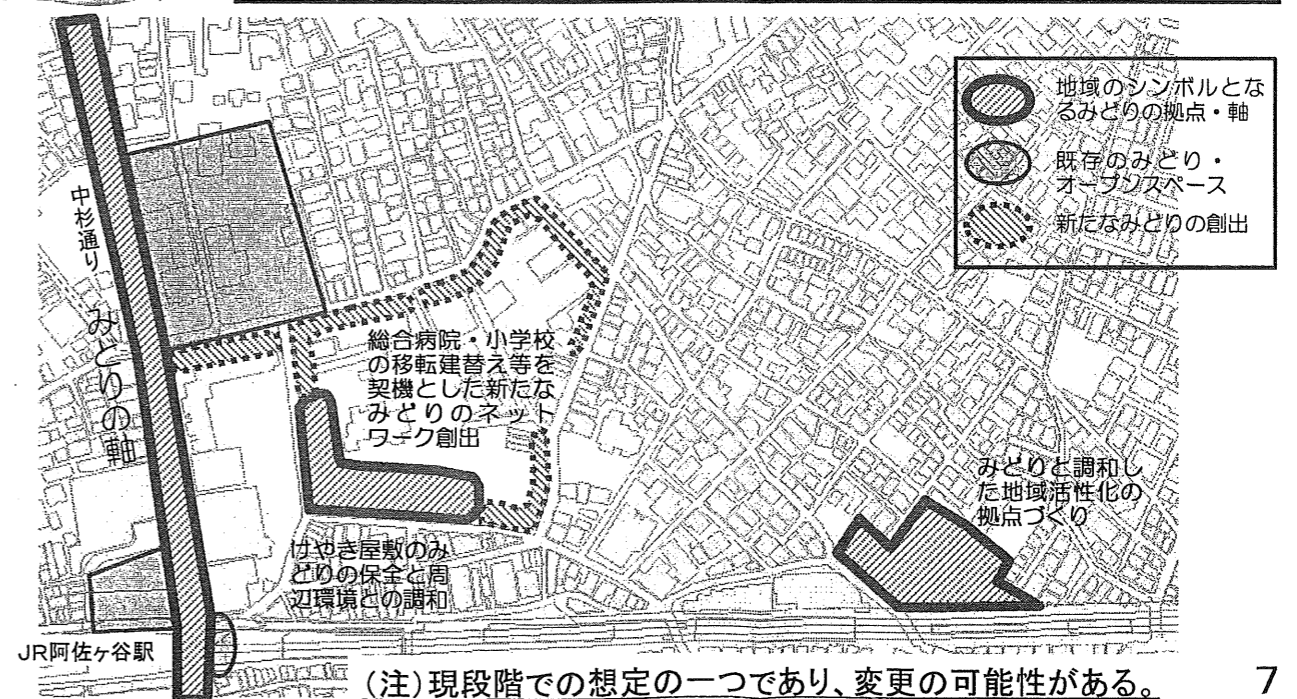 地域のシンボルとな
るみどりの拠点・軸
既存のみどり・
オープンスペース
新たなみどりの創出
中杉通り
みどりの軸
総合病院・小学校
の移転建替え等を
契機とした新たな
みどりのネット
ワーク創出
みどりと調和し
た地域活性化の
拠点づくり
けやき屋敷のみ
どりの保全と周
辺環境との調和
JR阿佐ヶ谷駅
(注)現段階での想定の一つであり、変更の可能性がある。
7